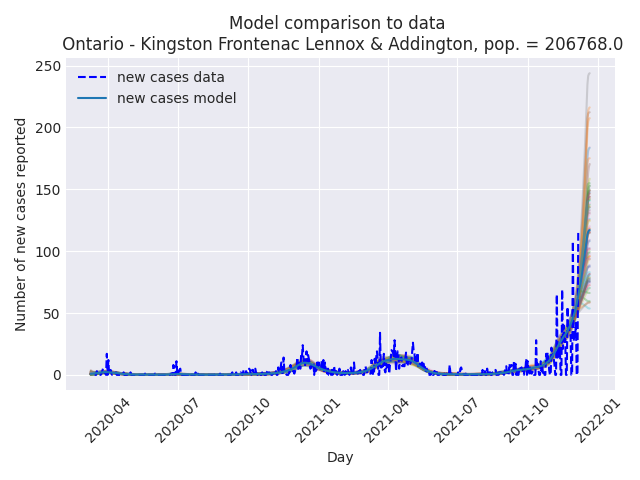 Model comparison to data
Ontario - Kingston Frontenac Lennox & Addington, pop. = 206768.0
new cases data
new cases model
Number of new cases reported
250
200
150
100
50
0
2020-04
2020-07
2020-10
2021-01
2021-04
2021-07
2021-10
2022-01
Day